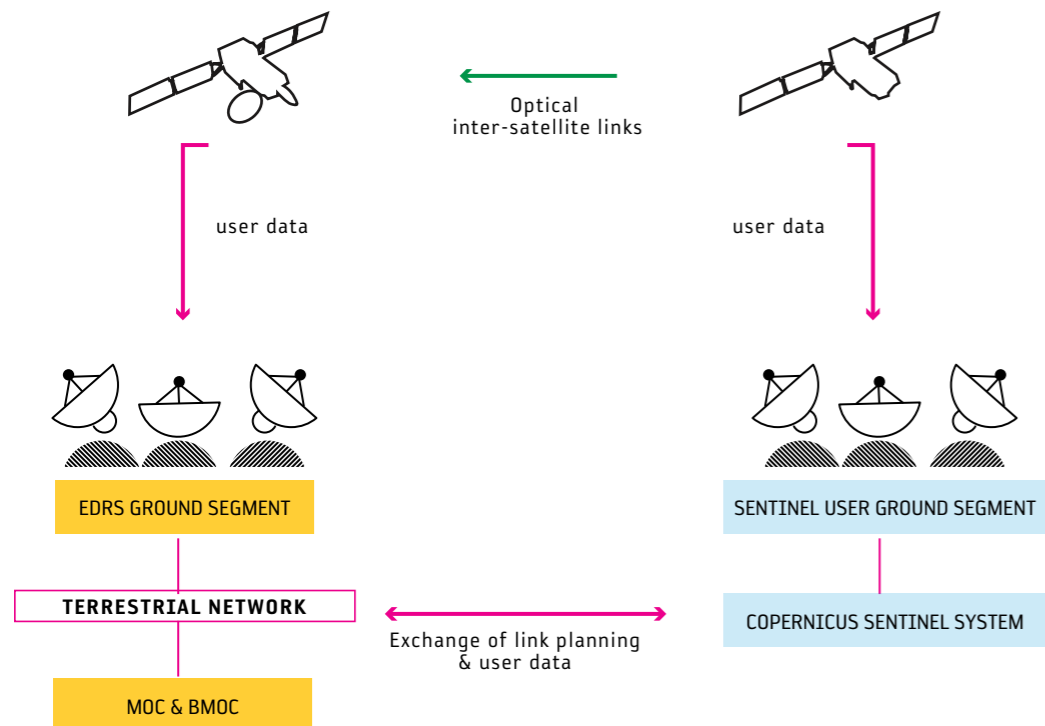 Optical
inter-satellite links
user data
user data
EDRS GROUND SEGMENT
SENTINEL USER GROUND SEGMENT
TERRESTRIAL NETWORK
COPERNICUS SENTINEL SYSTEM
Exchange of link planning
& user data
MOC & BMOC